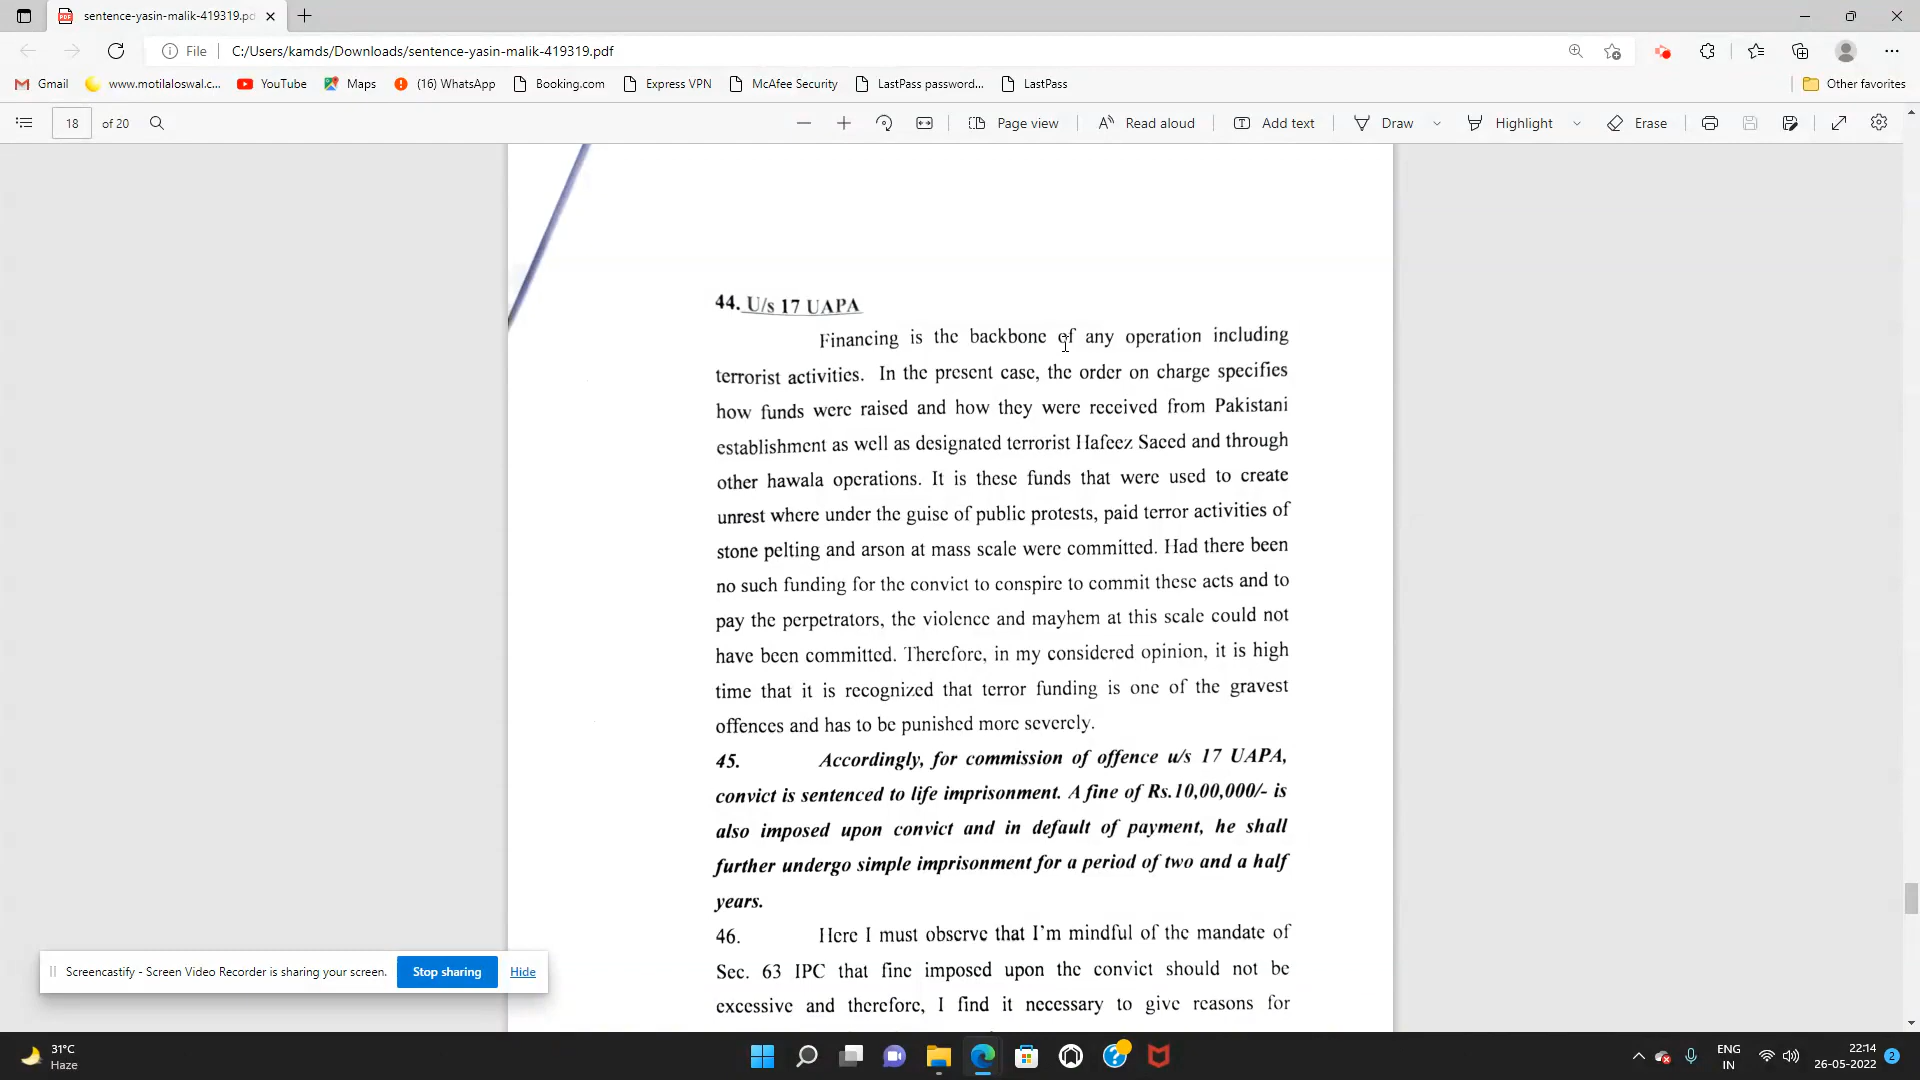 sentence-yasin-malik-419319.pd
File
C:/Users/kamds/Downloads/sentence-yasin-malik-419319.pdf
Gmail
www.motilaloswal.c...
YouTube
Maps
(16) WhatsApp
Booking.com
Express VPN
McAfee Security
LastPass password...
LastPass
Other favorites
18 of 20
Page view
Read aloud
Add text
Draw
Highlight
Erase
44. U/s 17 UAPA
Financing is the backbone of any operation including
terrorist activities. In the present case, the order on charge specifies
how funds were raised and how they were received from Pakistani
establishment as well as designated terrorist Hafeez Saeed and through
other hawala operations. It is these funds that were used to create
unrest where under the guise of public protests, paid terror activities of
stone pelting and arson at mass scale were committed. Had there been
no such funding for the convict to conspire to commit these acts and to
pay the perpetrators, the violence and mayhem at this scale could not
have been committed. Therefore, in my considered opinion, it is high
time that it is recognized that terror funding is one of the gravest
offences and has to be punished more severely.
45. Accordingly, for commission of offence u/s 17 UAPA,
convict is sentenced to life imprisonment. A fine of Rs.10,00,000/- is
also imposed upon convict and in default of payment, he shall
further undergo simple imprisonment for a period of two and a half
years.
46. Here I must observe that I'm mindful of the mandate of
Sec. 63 IPC that fine imposed upon the convict should not be
excessive and therefore, I find it necessary to give reasons for
Screencastify - Screen Video Recorder is sharing your screen.
Stop sharing
Hide
31°C
Haze
ENG
IN
22:14
26-05-2022
2